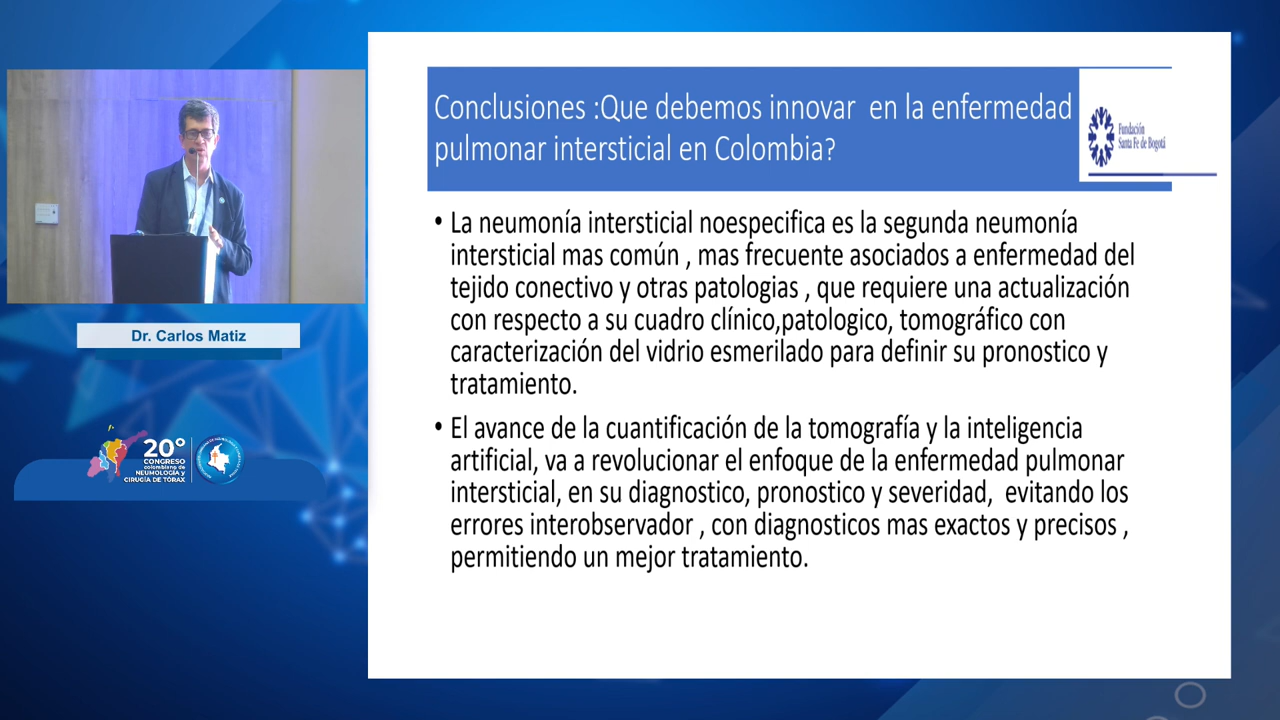 Conclusiones :Que debemos innovar en la enfermedad
pulmonar intersticial en Colombia?
Fundación
Santa Fe de Bogotá
• La neumonía intersticial noespecifica es la segunda neumonía
intersticial mas común , mas frecuente asociados a enfermedad del
tejido conectivo y otras patologias , que requiere una actualización
con respecto a su cuadro clínico,patologico, tomográfico con
caracterización del vidrio esmerilado para definir su pronostico y
tratamiento.
• El avance de la cuantificación de la tomografía y la inteligencia
artificial, va a revolucionar el enfoque de la enfermedad pulmonar
intersticial, en su diagnostico, pronostico y severidad, evitando los
errores interobservador , con diagnosticos mas exactos y precisos ,
permitiendo un mejor tratamiento.
Dr. Carlos Matiz
20°
CONGRESO
colombiano de
NEUMOLOGÍA y
CIRUGÍA DE TÓRAX